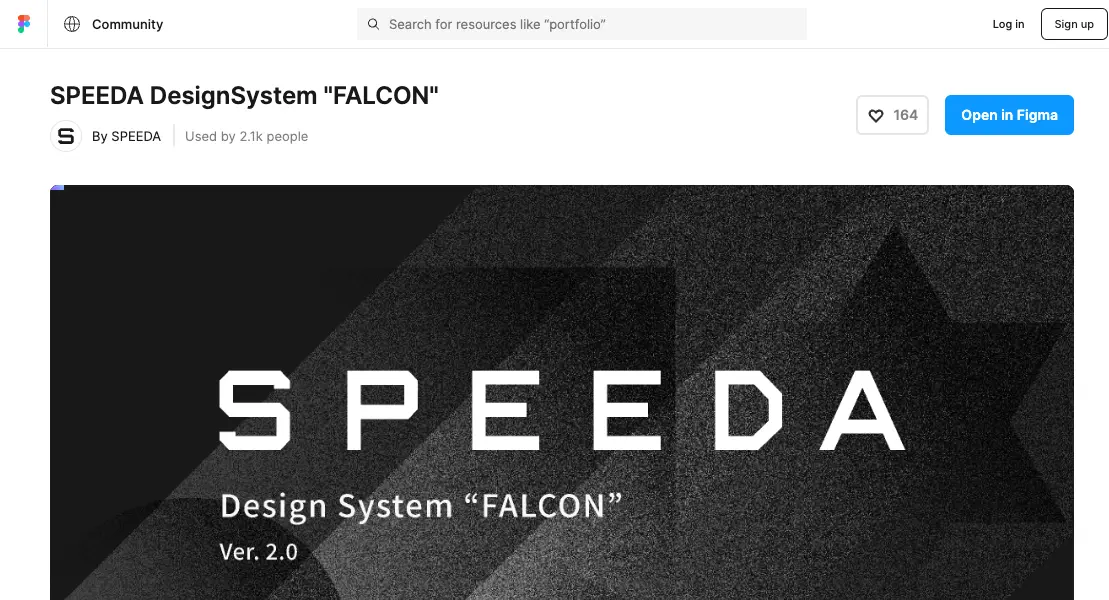 Community
Search for resources like “portfolio”
Log in
Sign up
SPEEDA DesignSystem "FALCON"
By SPEEDA
Used by 2.1k people
164
Open in Figma
SPEEDA
Design System “FALCON”
Ver. 2.0